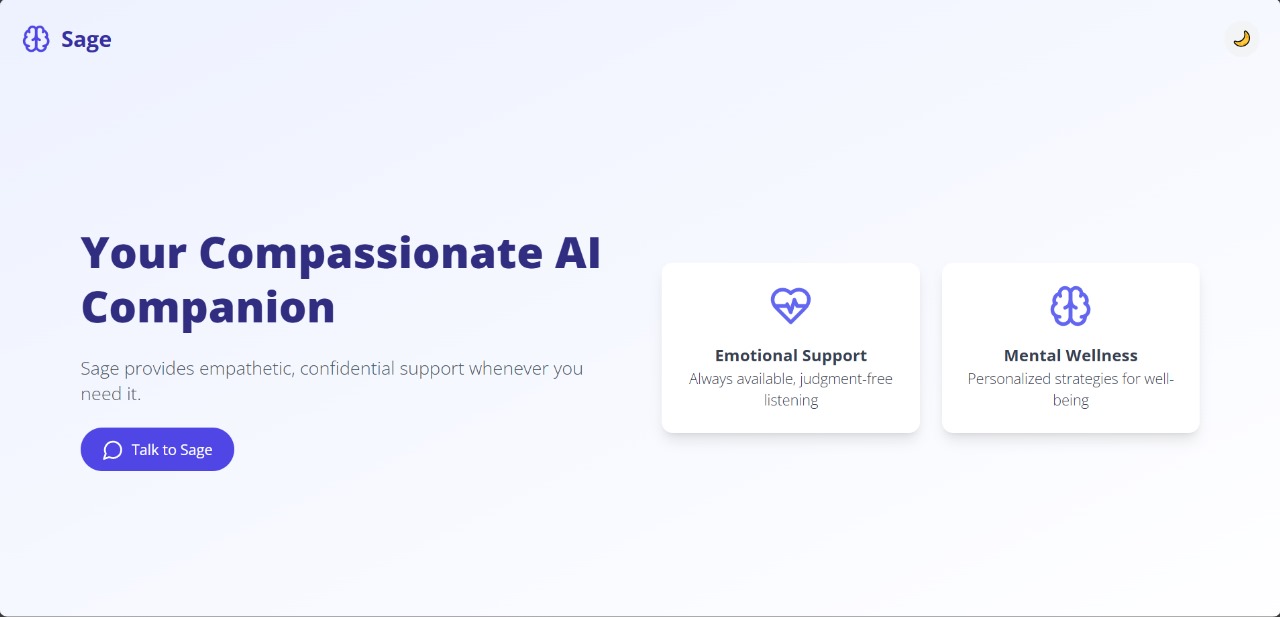 Sage
Your Compassionate AI
Companion
Sage provides empathetic, confidential support whenever you
need it.
Talk to Sage
Emotional Support
Always available, judgment-free
listening
Mental Wellness
Personalized strategies for well-
being